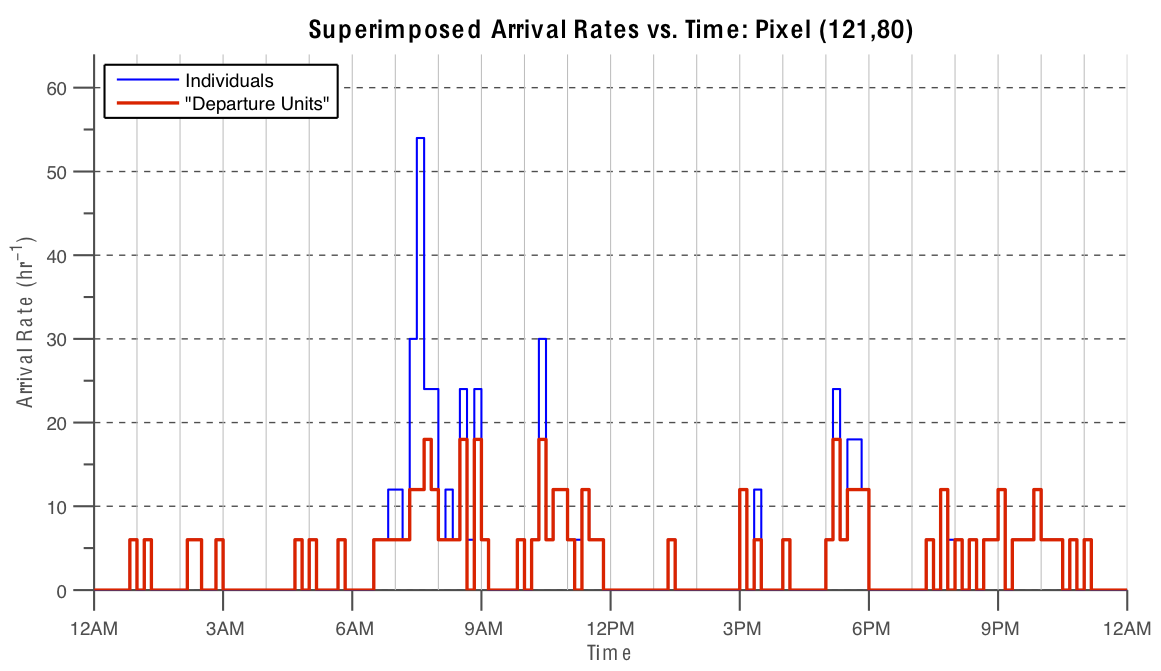 Superimposed Arrival Rates vs. Time: Pixel (121,80)
Individuals
"Departure Units"
60
50
40
30
20
10
0
Arrival Rate (hr⁻¹)
12AM 3AM 6AM 9AM 12PM 3PM 6PM 9PM 12AM
Time